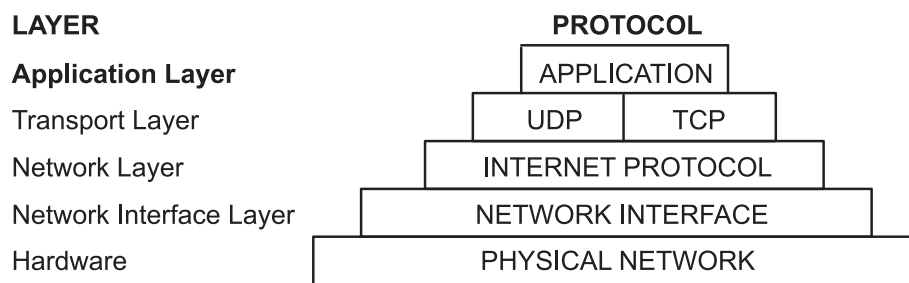 LAYER PROTOCOL
Application Layer APPLICATION
Transport Layer UDP TCP
Network Layer INTERNET PROTOCOL
Network Interface Layer NETWORK INTERFACE
Hardware PHYSICAL NETWORK